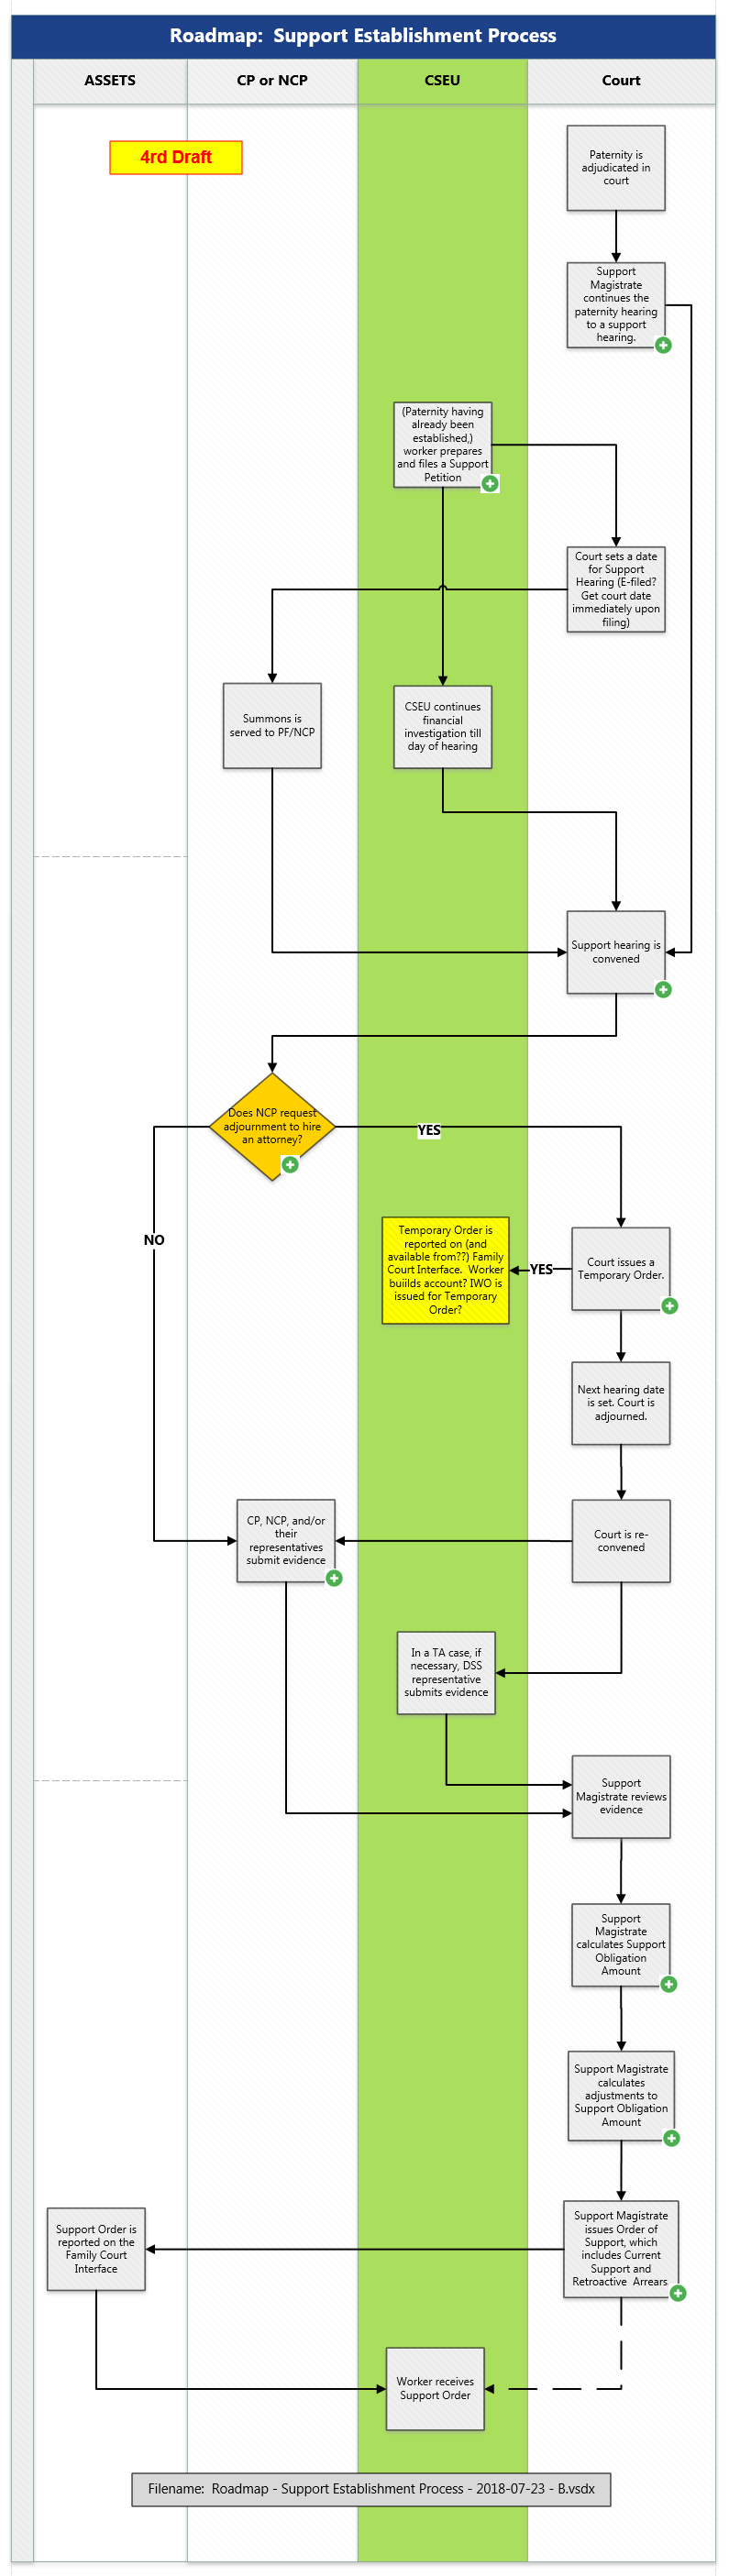 Roadmap:  Support Establishment Process
ASSETS
CP or NCP
CSEU
Court
4rd Draft
Paternity is
adjudicated in
court
Support
Magistrate
continues the
paternity hearing
to a support
hearing.
(Paternity having
already been
established,)
worker prepares
and files a Support
Petition
Court sets a date
for Support
Hearing (E-filed?
Get court date
immediately upon
filing)
Summons is
served to PF/NCP
CSEU continues
financial
investigation till
day of hearing
Support hearing is
convened
Does NCP request
adjournment to hire
an attorney?
YES
NO
Temporary Order is
reported on (and
available from??) Family
Court Interface.  Worker
buiilds account? IWO is
issued for Temporary
Order?
YES
Court issues a
Temporary Order.
Next hearing date
is set. Court is
adjourned.
CP, NCP, and/or
their
representatives
submit evidence
Court is re-
convened
In a TA case, if
necessary, DSS
representative
submits evidence
Support
Magistrate reviews
evidence
Support
Magistrate
calculates Support
Obligation
Amount
Support Magistrate
calculates
adjustments to
Support Obligation
Amount
Support Order is
reported on the
Family Court
Interface
Support Magistrate
issues Order of
Support, which
includes Current
Support and
Retroactive  Arrears
Worker receives
Support Order
Filename:  Roadmap - Support Establishment Process - 2018-07-23 - B.vsdx